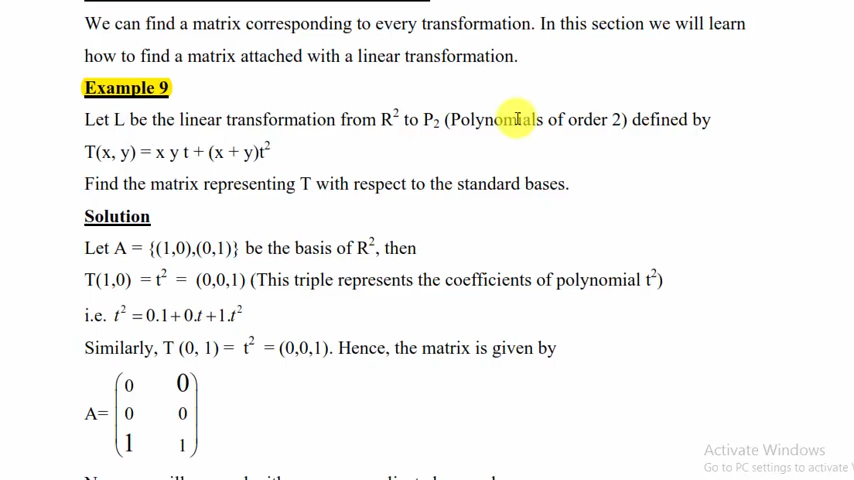 We can find a matrix corresponding to every transformation. In this section we will learn
how to find a matrix attached with a linear transformation.
Example 9
Let L be the linear transformation from R² to P₂ (Polynomials of order 2) defined by
T(x, y) = x y t + (x + y)t²
Find the matrix representing T with respect to the standard bases.
Solution
Let A = {(1,0),(0,1)} be the basis of R², then
T(1,0) = t² = (0,0,1) (This triple represents the coefficients of polynomial t²)
i.e. t² = 0.1+0.t+1.t²
Similarly, T (0, 1) = t² = (0,0,1). Hence, the matrix is given by
0 0
A= 0 0
1 1
Activate Windows
Go to PC settings to activate